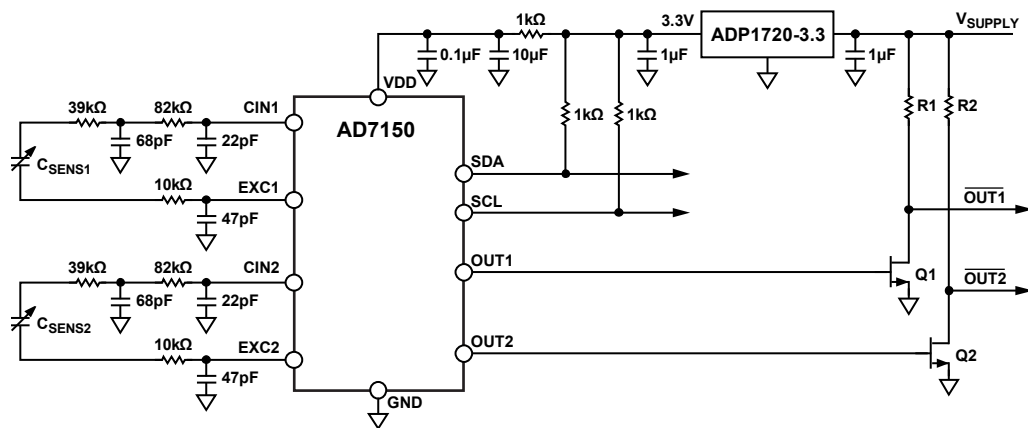 1kΩ
3.3V
ADP1720-3.3
VSUPPLY
0.1µF
10µF
1µF
1µF
VDD
39kΩ
82kΩ
CIN1
68pF
22pF
CSENS1
10kΩ
EXC1
47pF
39kΩ
82kΩ
CIN2
68pF
22pF
CSENS2
10kΩ
EXC2
47pF
AD7150
1kΩ
1kΩ
SDA
SCL
OUT1
OUT2
GND
R1
R2
OUT1
Q1
OUT2
Q2